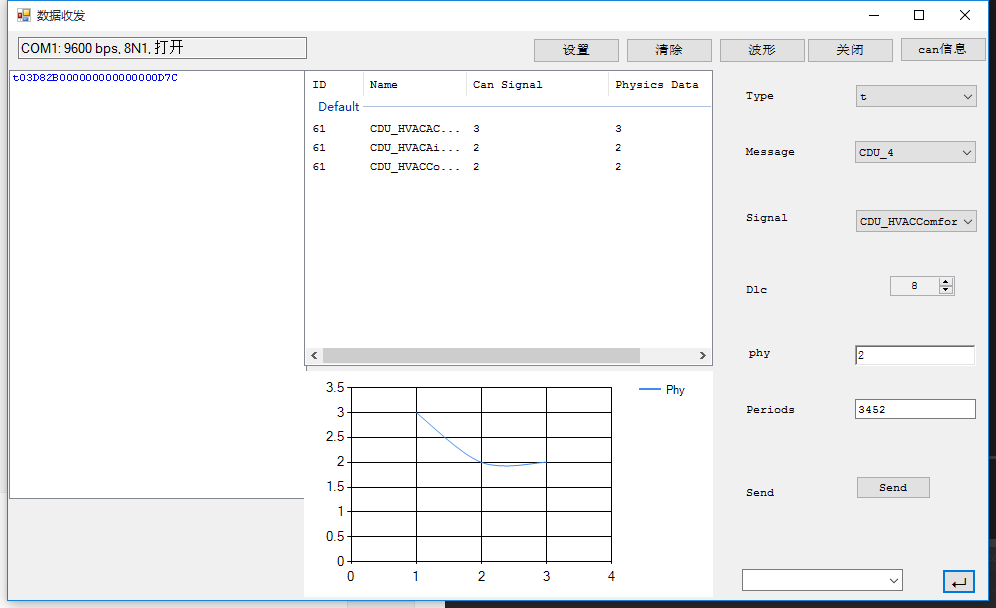 数据收发
COM1: 9600 bps, 8N1, 打开
设置
清除
波形
关闭
can信息
t03D82B000000000000000D7C
ID Name Can Signal Physics Data
Default
61 CDU_HVACAC... 3 3
61 CDU_HVACAi... 2 2
61 CDU_HVACCo... 2 2
Type t
Message CDU_4
Signal CDU_HVACComfor
Dlc 8
phy 2
Periods 3452
Send Send
Phy
3.5
3
2.5
2
1.5
1
0.5
0
0 1 2 3 4